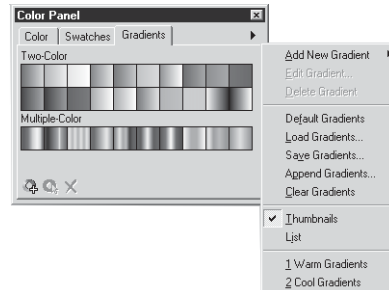 Color Panel
Color
Swatches
Gradients
Two-Color
Multiple-Color
Add New Gradient
Edit Gradient...
Delete Gradient
Default Gradients
Load Gradients...
Save Gradients...
Append Gradients...
Clear Gradients
Thumbnails
List
1 Warm Gradients
2 Cool Gradients